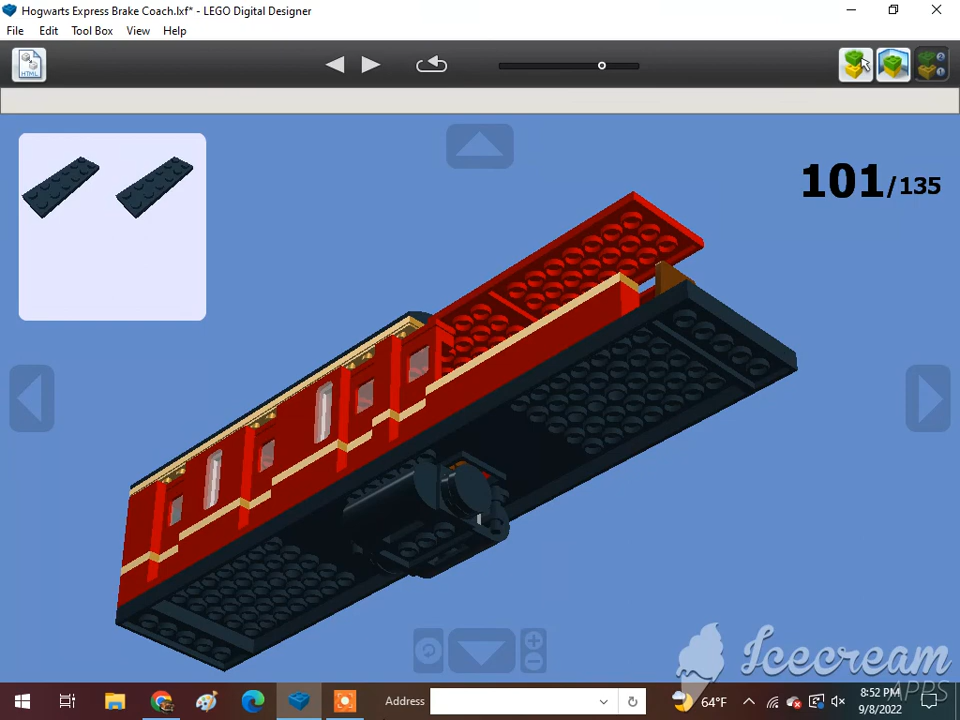 Hogwarts Express Brake Coach.lxf* - LEGO Digital Designer
File Edit Tool Box View Help
HTML
101/135
Icecream
APPS
Address
64°F
8:52 PM
9/8/2022